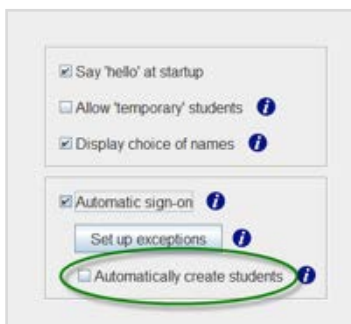 Say 'hello' at startup
Allow 'temporary' students
Display choice of names
Automatic sign-on
Set up exceptions
Automatically create students